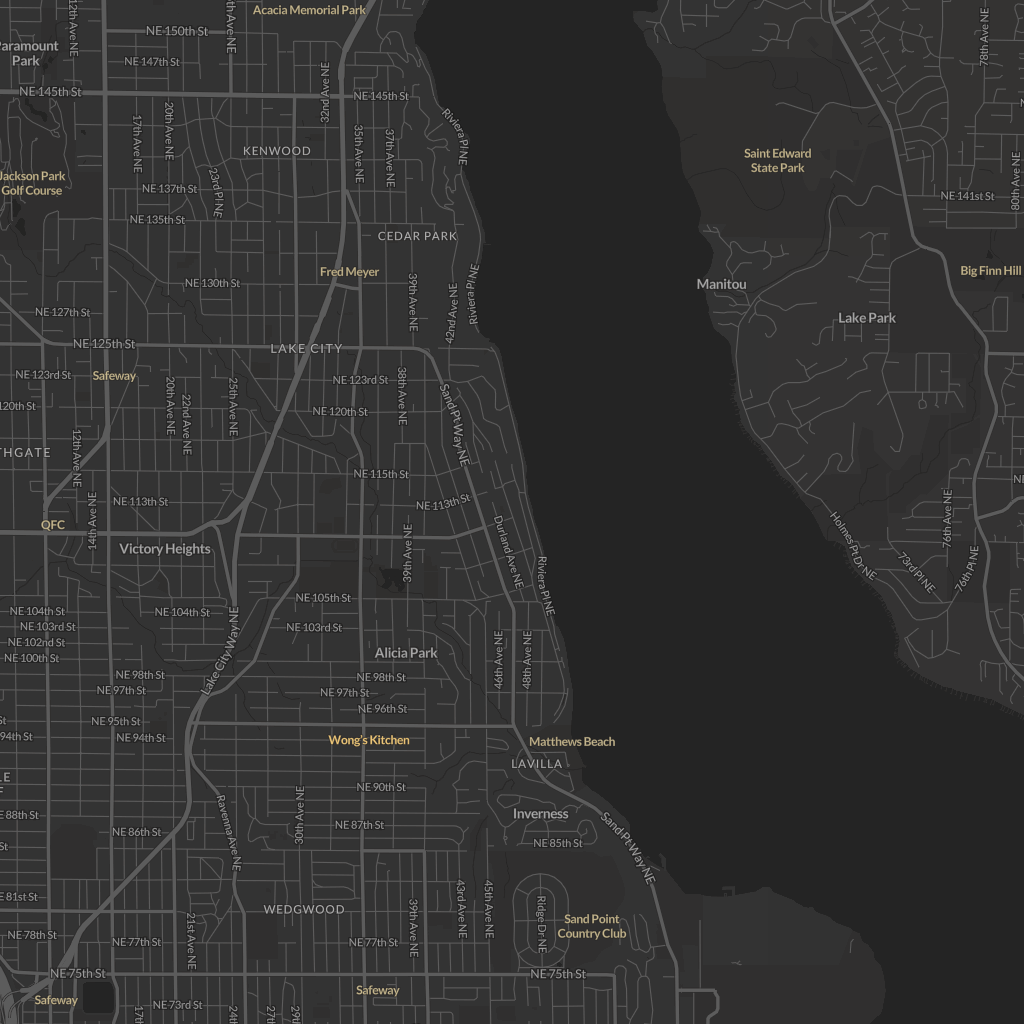 Acacia Memorial Park
12th Ave NE
78th Ave NE
NE 150th St
Park
NE 147th St
32nd Ave NE
NE 145th St
NE 145th St
17th Ave NE
20th Ave NE
35th Ave NE
37th Ave NE
Riviera Pl NE
KENWOOD
Saint Edward
State Park
80th Ave NE
Jackson Park
Golf Course
NE 137th St
23rd Pl NE
NE 141st St
NE 135th St
CEDAR PARK
Fred Meyer
Big Finn Hill
NE 130th St
39th Ave NE
42nd Ave NE
Riviera Pl NE
Manitou
NE 127th St
Lake Park
NE 125th St
LAKE CITY
NE 123rd St
Safeway
NE 123rd St
20th Ave NE
22nd Ave NE
25th Ave NE
38th Ave NE
Sand Pt Way NE
120th St
NE 120th St
12th Ave NE
THGATE
NE 115th St
NE 113th St
NE 113th St
14th Ave NE
76th Ave NE
QFC
Durland Ave NE
39th Ave NE
Holmes Pt Dr NE
Victory Heights
Riviera Pl NE
73rd Pl NE
76th Pl NE
NE 105th St
NE 104th St
NE 104th St
NE 103rd St
NE 103rd St
NE 102nd St
Lake City Way NE
46th Ave NE
48th Ave NE
NE 100th St
Alicia Park
NE 98th St
NE 98th St
NE 97th St
NE 97th St
NE 96th St
NE 95th St
94th St
NE 94th St
Wong's Kitchen
Matthews Beach
LAVILLA
NE 90th St
Ravenna Ave NE
30th Ave NE
Inverness
E 88th St
NE 87th St
NE 86th St
Sand Pt Way NE
NE 85th St
E 81st St
43rd Ave NE
45th Ave NE
Ridge Dr NE
WEDGWOOD
39th Ave NE
Sand Point
Country Club
21st Ave NE
NE 78th St
NE 77th St
NE 77th St
NE 75th St
NE 75th St
Safeway
Safeway
NE 73rd St
17th
24th
27th
29th